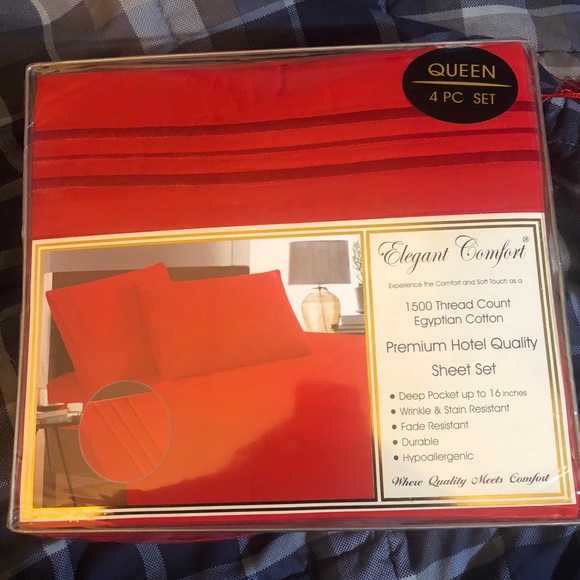 QUEEN
4 PC SET
Elegant Comfort®
Experience the Comfort and Soft Touch as a
1500 Thread Count
Egyptian Cotton
Premium Hotel Quality
Sheet Set
• Deep Pocket up to 16 inches
• Wrinkle & Stain Resistant
• Fade Resistant
• Durable
• Hypoallergenic
Where Quality Meets Comfort